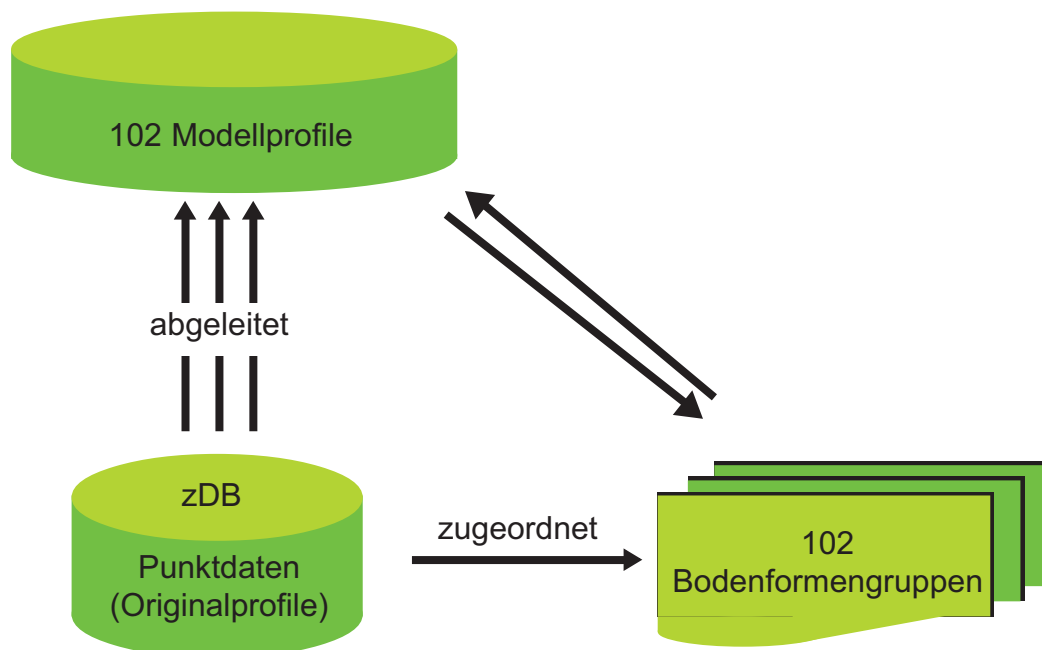 102 Modellprofile
abgeleitet
zDB
Punktdaten
(Originalprofile)
zugeordnet
102
Bodenformengruppen